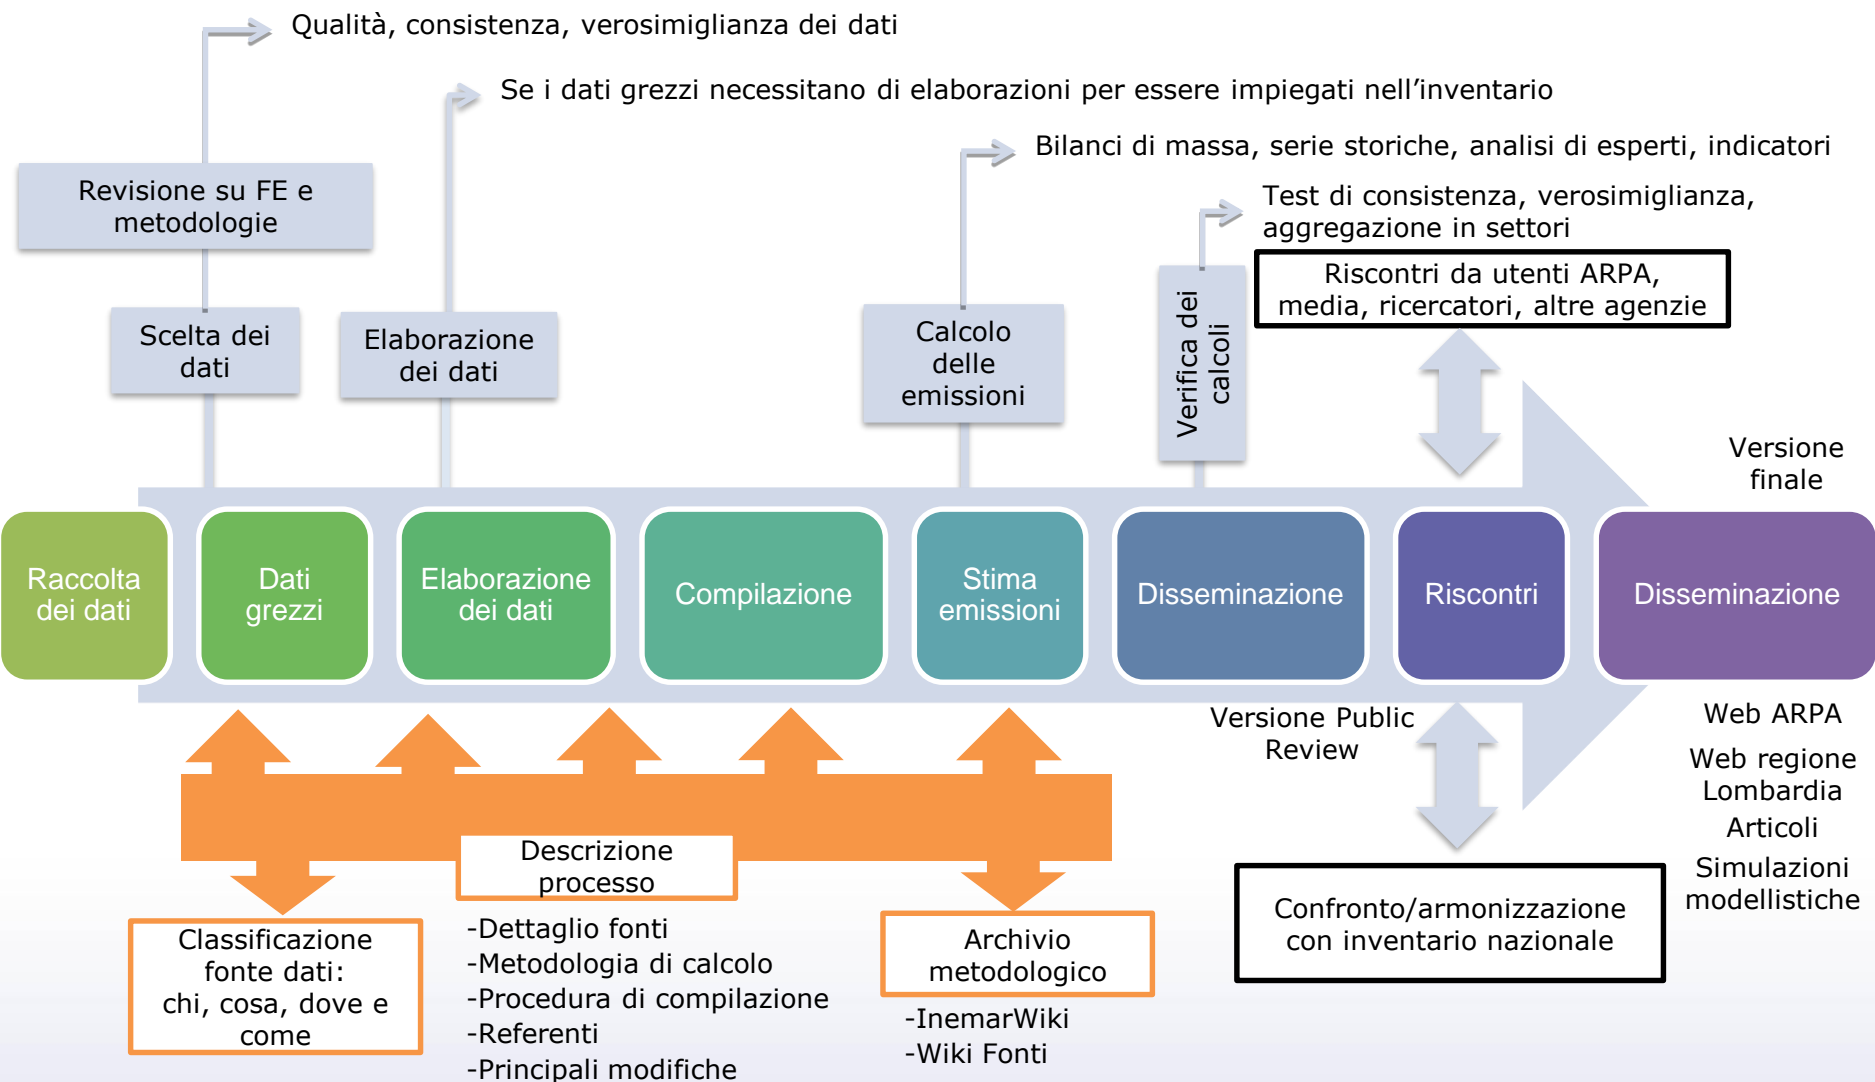 Qualità, consistenza, verosimiglianza dei dati
Se i dati grezzi necessitano di elaborazioni per essere impiegati nell’inventario
Bilanci di massa, serie storiche, analisi di esperti, indicatori
Revisione su FE e
metodologie
Test di consistenza, verosimiglianza,
aggregazione in settori
Riscontri da utenti ARPA,
media, ricercatori, altre agenzie
Scelta dei
dati
Elaborazione
dei dati
Calcolo
delle
emissioni
Verifica dei
calcoli
Versione
finale
Raccolta
dei dati
Dati
grezzi
Elaborazione
dei dati
Compilazione
Stima
emissioni
Disseminazione
Riscontri
Disseminazione
Versione Public
Review
Web ARPA
Web regione
Lombardia
Articoli
Simulazioni
modellistiche
Descrizione
processo
-Dettaglio fonti
-Metodologia di calcolo
-Procedura di compilazione
-Referenti
-Principali modifiche
Classificazione
fonte dati:
chi, cosa, dove e
come
Archivio
metodologico
-InemarWiki
-Wiki Fonti
Confronto/armonizzazione
con inventario nazionale